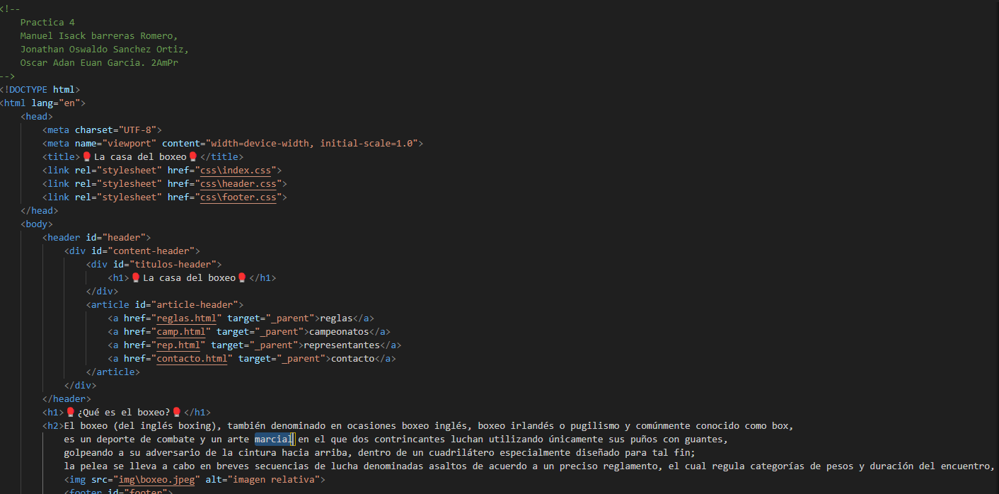 <!--
    Practica 4
    Manuel Isack barreras Romero,
    Jonathan Oswaldo Sanchez Ortiz,
    Oscar Adan Euan Garcia. 2AmPr
-->
<!DOCTYPE html>
<html lang="en">
    <head>
        <meta charset="UTF-8">
        <meta name="viewport" content="width=device-width, initial-scale=1.0">
        <title>🥊La casa del boxeo🥊</title>
        <link rel="stylesheet" href="css\index.css">
        <link rel="stylesheet" href="css\header.css">
        <link rel="stylesheet" href="css\footer.css">
    </head>
    <body>
        <header id="header">
            <div id="content-header">
                <div id="titulos-header">
                    <h1>🥊La casa del boxeo🥊</h1>
                </div>
                <article id="article-header">
                    <a href="reglas.html" target="_parent">reglas</a>
                    <a href="camp.html" target="_parent">campeonatos</a>
                    <a href="rep.html" target="_parent">representantes</a>
                    <a href="contacto.html" target="_parent">contacto</a>
                </article>
            </div>
        </header>
        <h1>🥊¿Qué es el boxeo?🥊</h1>
        <h2>El boxeo (del inglés boxing), también denominado en ocasiones boxeo inglés, boxeo irlandés o pugilismo y comúnmente conocido como box,
            es un deporte de combate y un arte marcial en el que dos contrincantes luchan utilizando únicamente sus puños con guantes,
            golpeando a su adversario de la cintura hacia arriba, dentro de un cuadrilátero especialmente diseñado para tal fin;
            la pelea se lleva a cabo en breves secuencias de lucha denominadas asaltos de acuerdo a un preciso reglamento, el cual regula categorías de pesos y duración del encuentro,
            <img src="img\boxeo.jpeg" alt="imagen relativa">
            <footer id="footer">